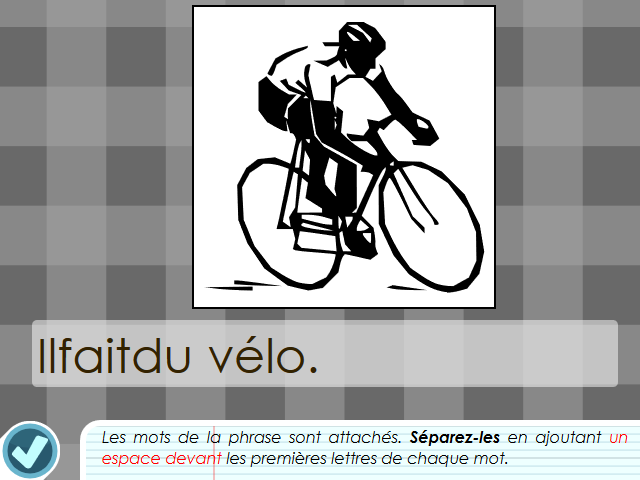 Ilfaitdu vélo.
Les mots de la phrase sont attachés. Séparez-les en ajoutant un
espace devant les premières lettres de chaque mot.